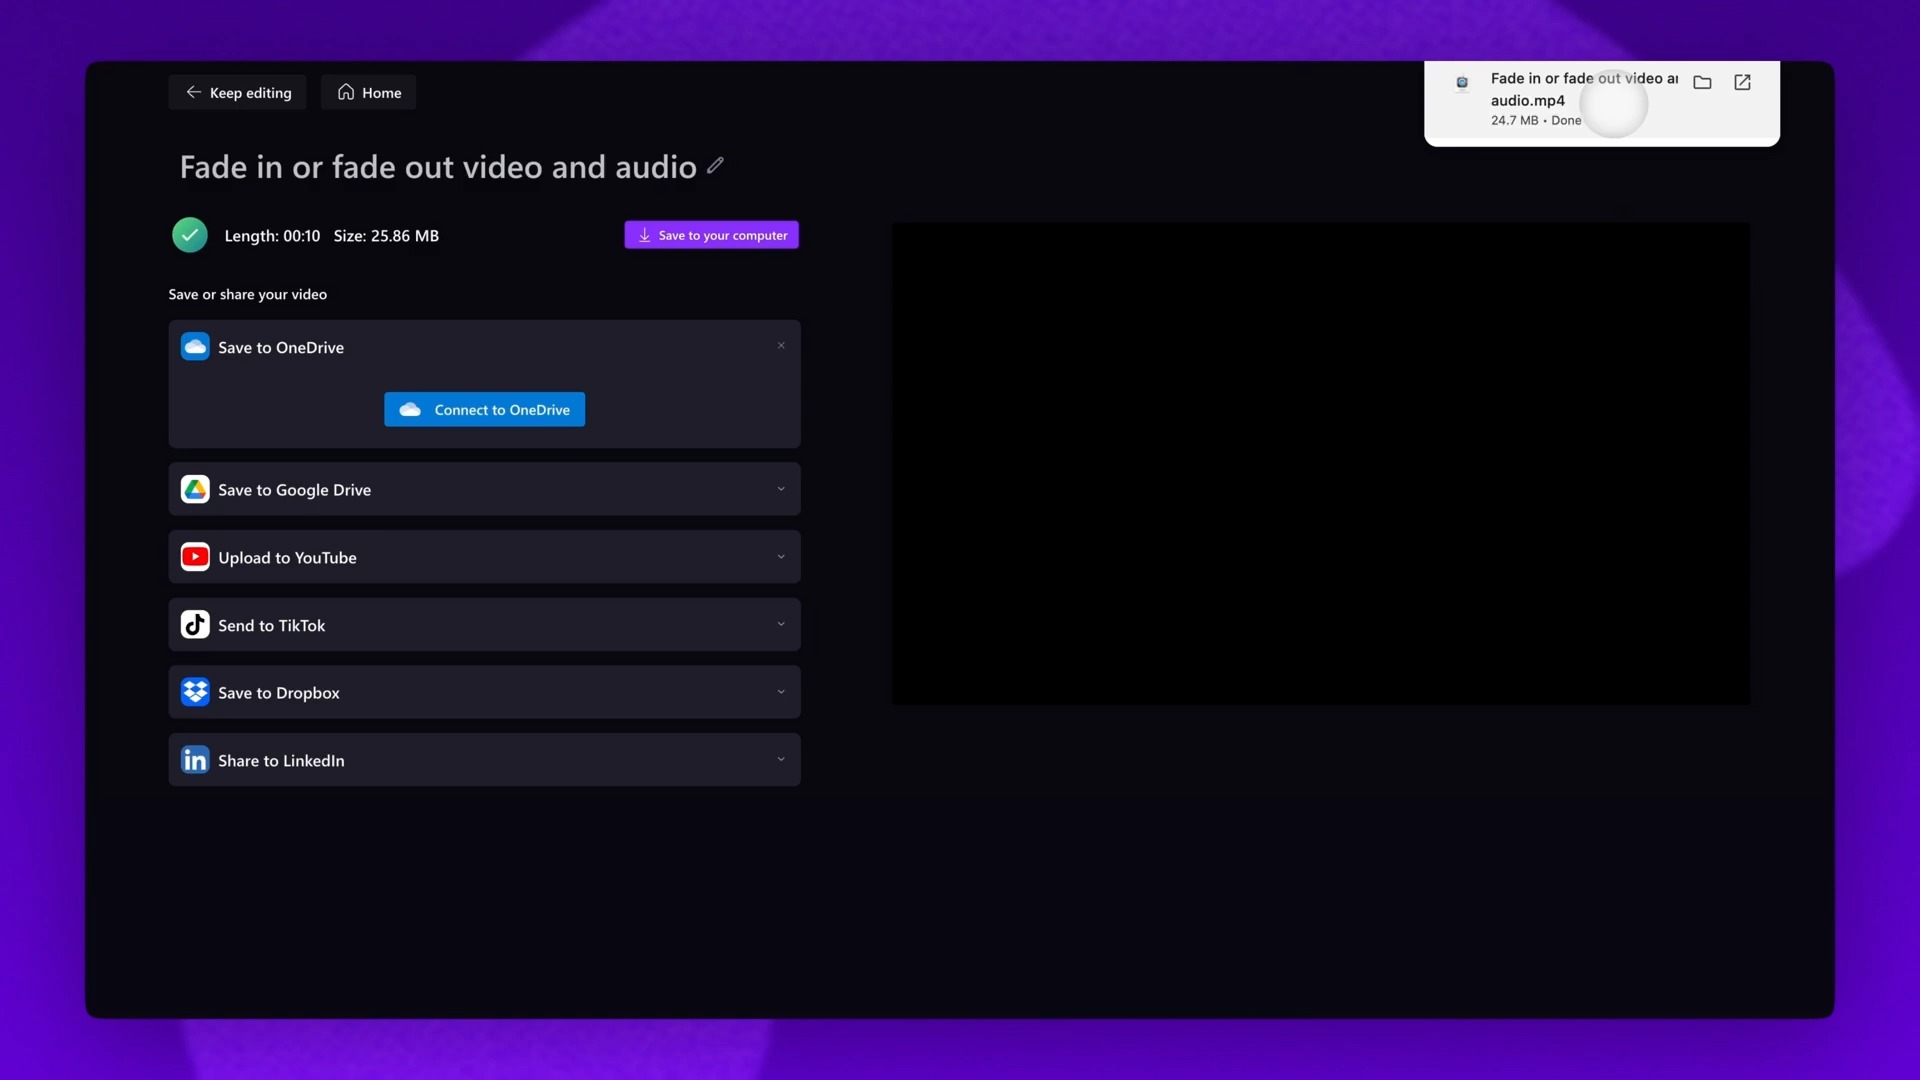 Keep editing
Home
Fade in or fade out video ar
audio.mp4
24.7 MB • Done
Fade in or fade out video and audio
Length: 00:10 Size: 25.86 MB
Save to your computer
Save or share your video
Save to OneDrive
Connect to OneDrive
Save to Google Drive
Upload to YouTube
Send to TikTok
Save to Dropbox
in Share to LinkedIn